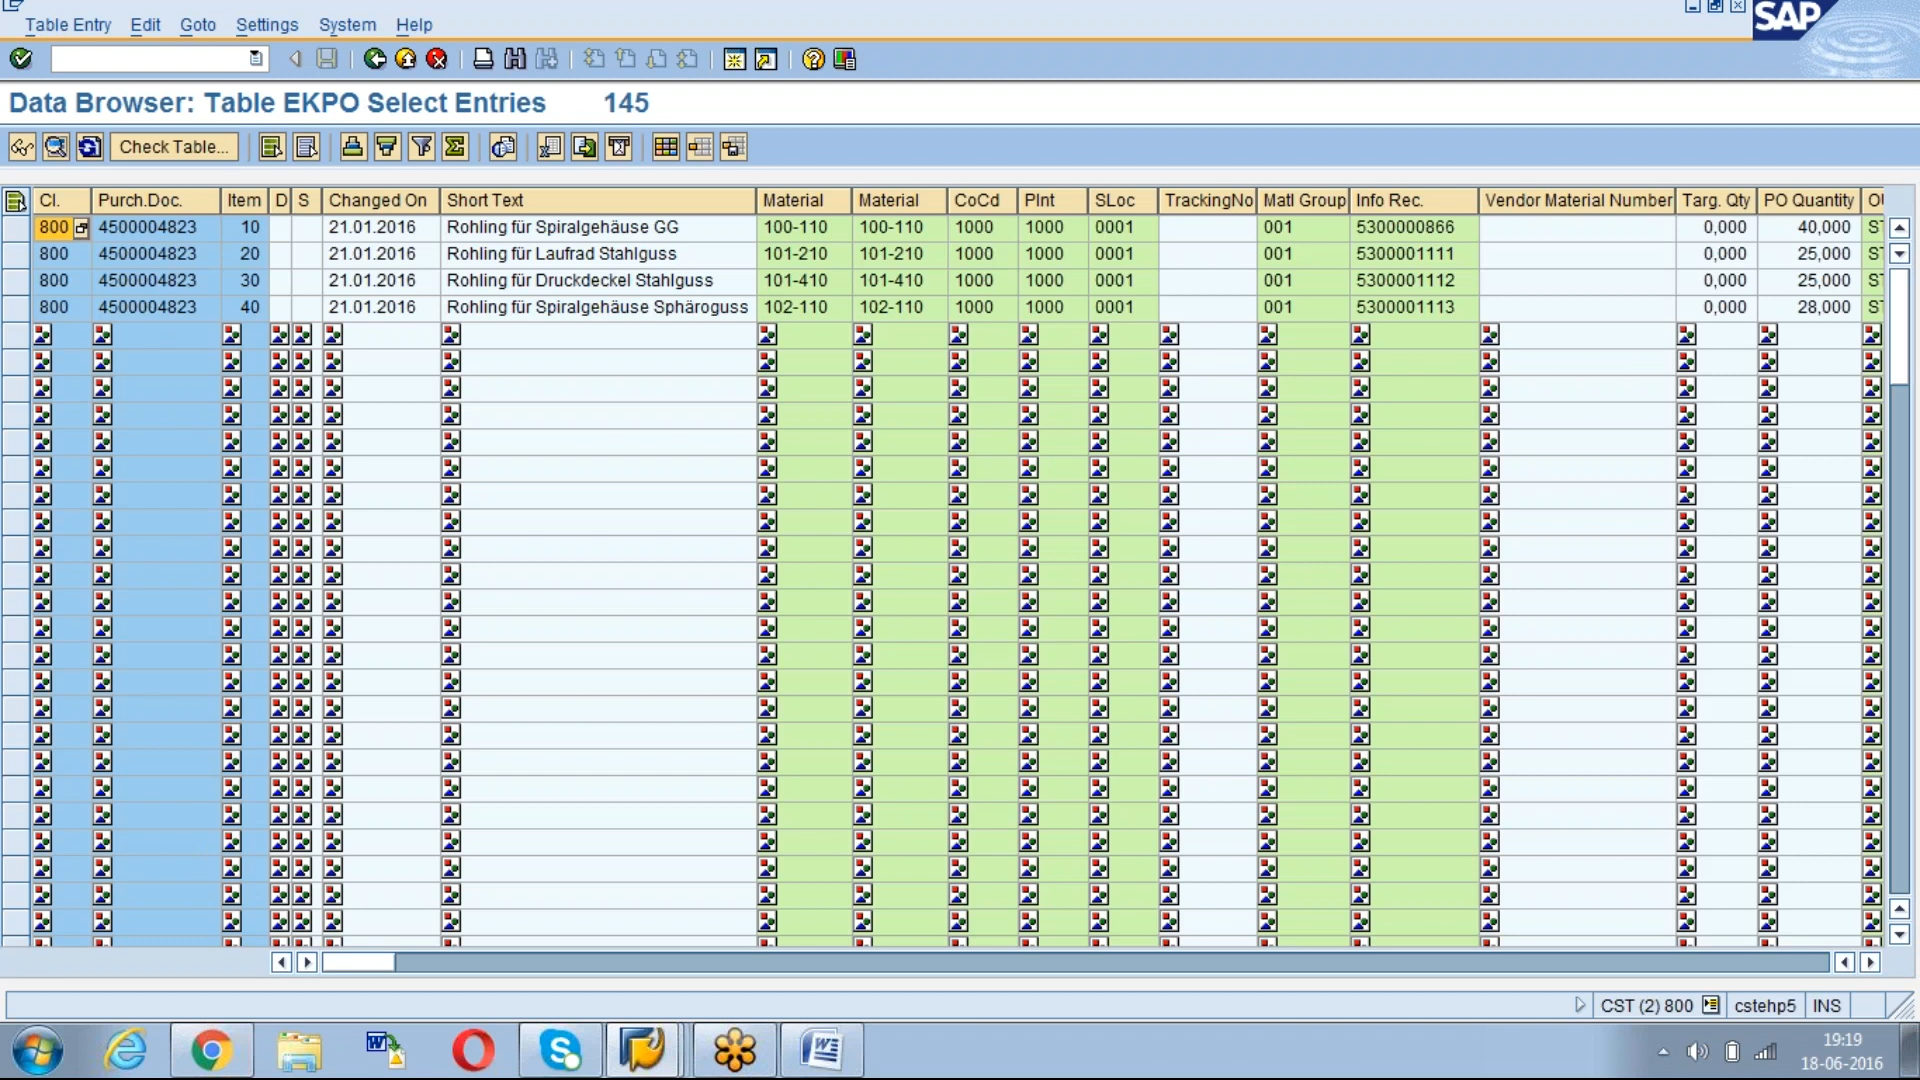 Table Entry Edit Goto Settings System Help
SAP
Data Browser: Table EKPO Select Entries 145
Check Table...
Cl. Purch.Doc. Item D S Changed On Short Text Material Material CoCd Plnt SLoc TrackingNo Matl Group Info Rec. Vendor Material Number Targ. Qty PO Quantity
800 4500004823 10 21.01.2016 Rohling für Spiralgehäuse GG 100-110 100-110 1000 1000 0001 001 5300000866 0,000 40,000 ST
800 4500004823 20 21.01.2016 Rohling für Laufrad Stahlguss 101-210 101-210 1000 1000 0001 001 5300001111 0,000 25,000 ST
800 4500004823 30 21.01.2016 Rohling für Druckdeckel Stahlguss 101-410 101-410 1000 1000 0001 001 5300001112 0,000 25,000 ST
800 4500004823 40 21.01.2016 Rohling für Spiralgehäuse Sphäroguss 102-110 102-110 1000 1000 0001 001 5300001113 0,000 28,000 ST
CST (2) 800 cstehp5 INS
19:19
18-06-2016